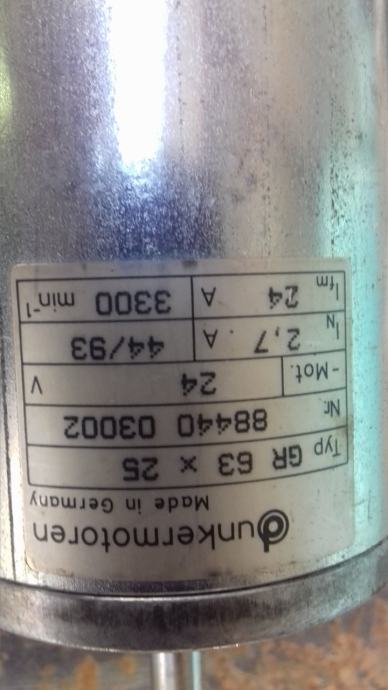 dunkermotoren
Made in Germany
Typ GR 63 x 25
Nr. 88440 03002
-Mot. 24 V
IN 2,7 A 44/93
Ifm 24 A 3300 min-1